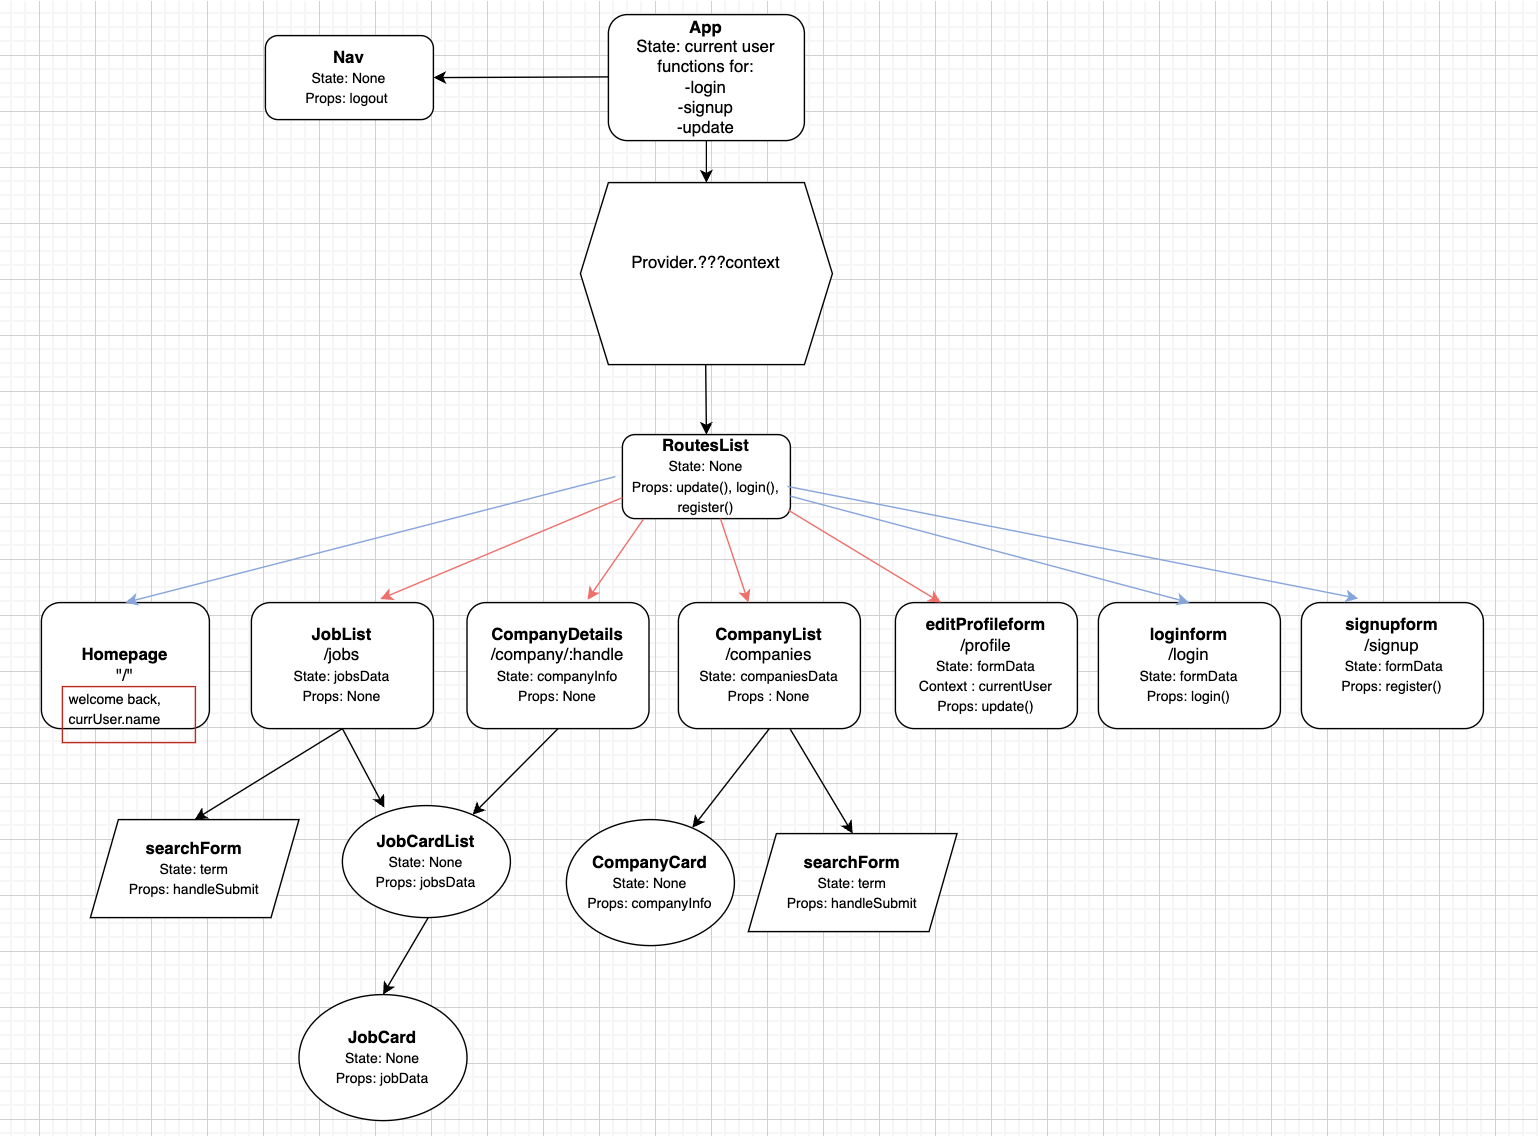 App
State: current user
functions for:
-login
-signup
-update
Nav
State: None
Props: logout
Provider.???context
RoutesList
State: None
Props: update(), login(),
register()
Homepage
"/"
welcome back,
currUser.name
JobList
/jobs
State: jobsData
Props: None
CompanyDetails
/company/:handle
State: companyInfo
Props: None
CompanyList
/companies
State: companiesData
Props : None
editProfileform
/profile
State: formData
Context : currentUser
Props: update()
loginform
/login
State: formData
Props: login()
signupform
/signup
State: formData
Props: register()
searchForm
State: term
Props: handleSubmit
JobCardList
State: None
Props: jobsData
CompanyCard
State: None
Props: companyInfo
searchForm
State: term
Props: handleSubmit
JobCard
State: None
Props: jobData